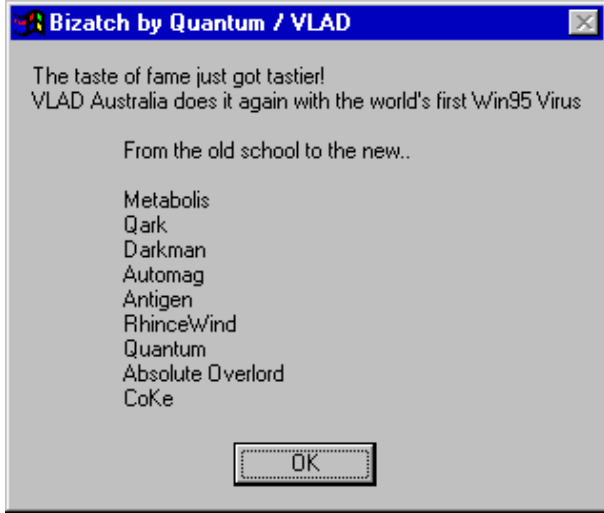 Bizatch by Quantum / VLAD
The taste of fame just got tastier!
VLAD Australia does it again with the world's first Win95 Virus
From the old school to the new..
Metabolis
Qark
Darkman
Automag
Antigen
RhinceWind
Quantum
Absolute Overlord
CoKe
OK